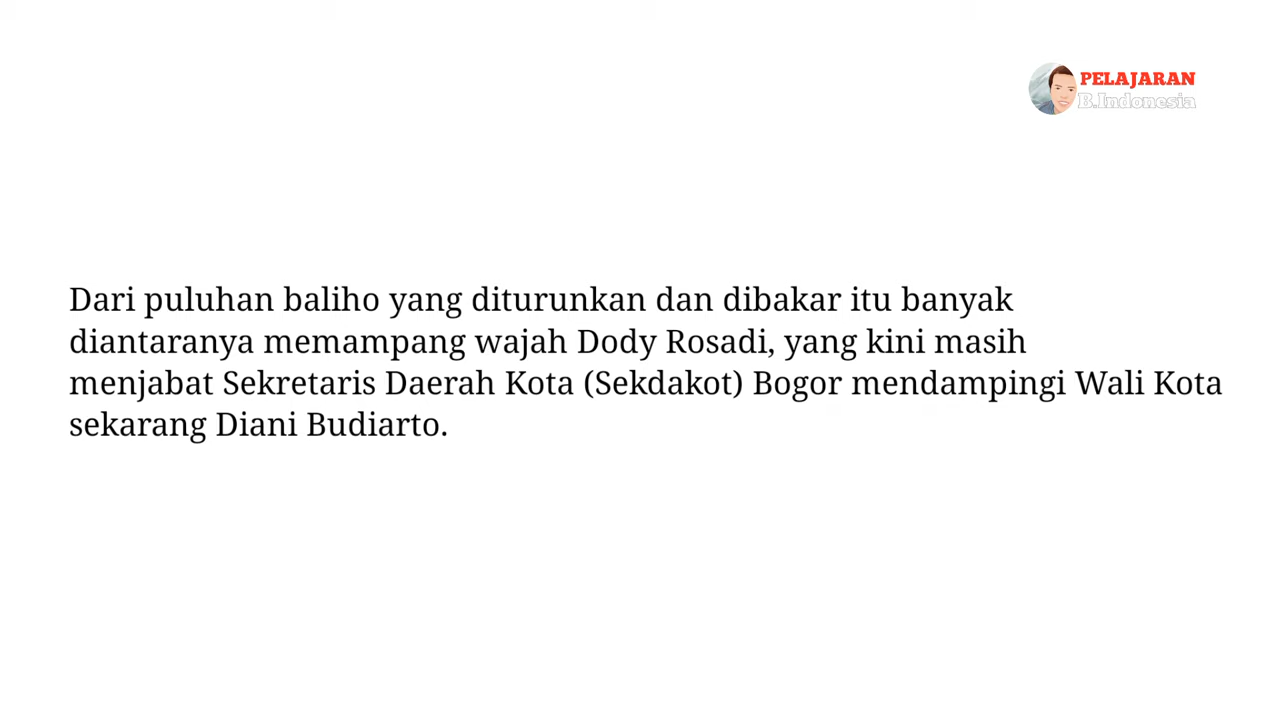 PELAJARAN
B.Indonesia
Dari puluhan baliho yang diturunkan dan dibakar itu banyak
diantaranya memampang wajah Dody Rosadi, yang kini masih
menjabat Sekretaris Daerah Kota (Sekdakot) Bogor mendampingi Wali Kota
sekarang Diani Budiarto.